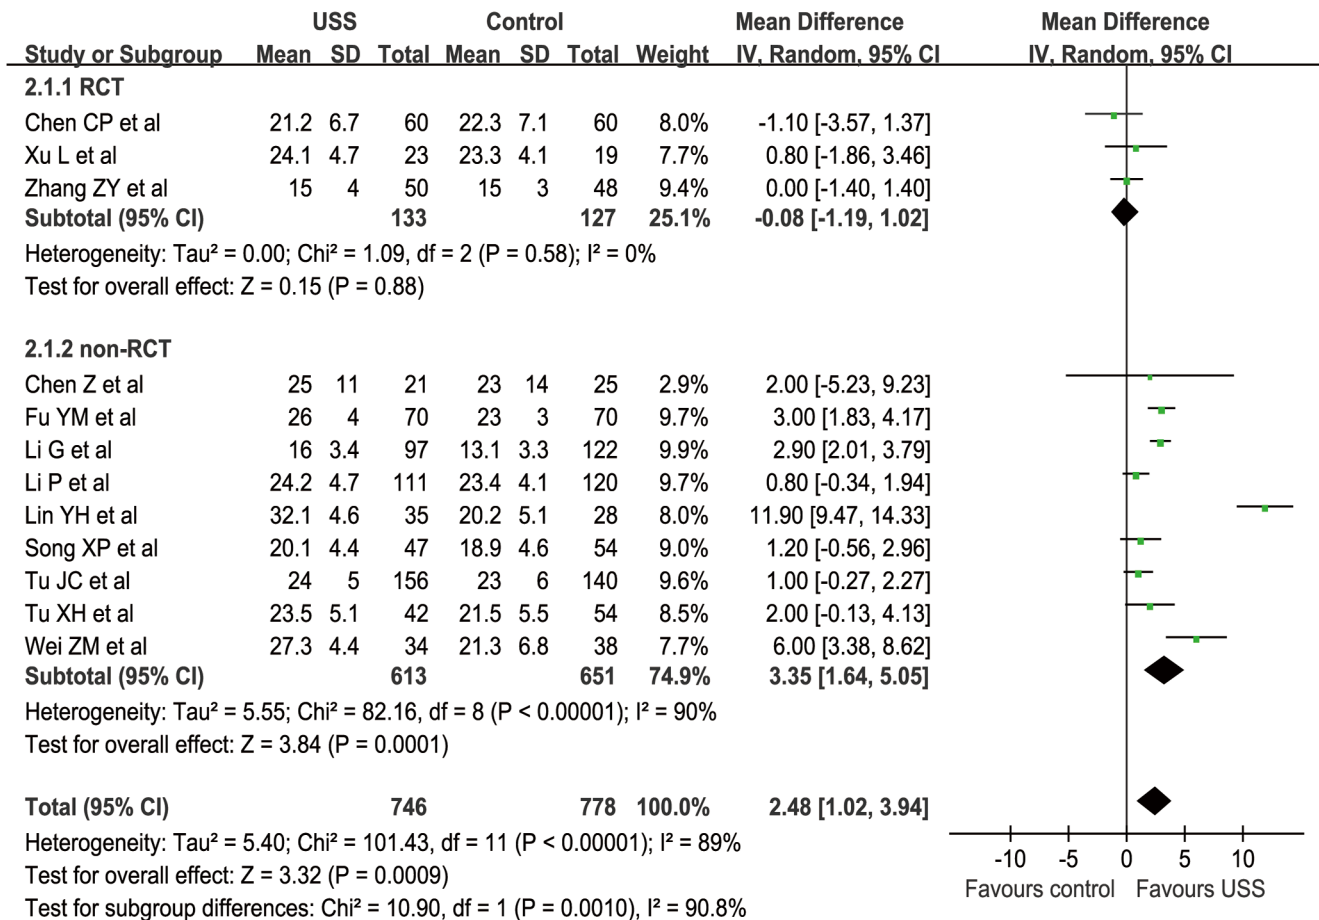 USS Control Mean Difference Mean Difference
Study or Subgroup Mean SD Total Mean SD Total Weight IV, Random, 95% CI IV, Random, 95% CI
2.1.1 RCT
Chen CP et al 21.2 6.7 60 22.3 7.1 60 8.0% -1.10 [-3.57, 1.37]
Xu L et al 24.1 4.7 23 23.3 4.1 19 7.7% 0.80 [-1.86, 3.46]
Zhang ZY et al 15 4 50 15 3 48 9.4% 0.00 [-1.40, 1.40]
Subtotal (95% CI) 133 127 25.1% -0.08 [-1.19, 1.02]
Heterogeneity: Tau² = 0.00; Chi² = 1.09, df = 2 (P = 0.58); I² = 0%
Test for overall effect: Z = 0.15 (P = 0.88)
2.1.2 non-RCT
Chen Z et al 25 11 21 23 14 25 2.9% 2.00 [-5.23, 9.23]
Fu YM et al 26 4 70 23 3 70 9.7% 3.00 [1.83, 4.17]
Li G et al 16 3.4 97 13.1 3.3 122 9.9% 2.90 [2.01, 3.79]
Li P et al 24.2 4.7 111 23.4 4.1 120 9.7% 0.80 [-0.34, 1.94]
Lin YH et al 32.1 4.6 35 20.2 5.1 28 8.0% 11.90 [9.47, 14.33]
Song XP et al 20.1 4.4 47 18.9 4.6 54 9.0% 1.20 [-0.56, 2.96]
Tu JC et al 24 5 156 23 6 140 9.6% 1.00 [-0.27, 2.27]
Tu XH et al 23.5 5.1 42 21.5 5.5 54 8.5% 2.00 [-0.13, 4.13]
Wei ZM et al 27.3 4.4 34 21.3 6.8 38 7.7% 6.00 [3.38, 8.62]
Subtotal (95% CI) 613 651 74.9% 3.35 [1.64, 5.05]
Heterogeneity: Tau² = 5.55; Chi² = 82.16, df = 8 (P < 0.00001); I² = 90%
Test for overall effect: Z = 3.84 (P = 0.0001)
Total (95% CI) 746 778 100.0% 2.48 [1.02, 3.94]
Heterogeneity: Tau² = 5.40; Chi² = 101.43, df = 11 (P < 0.00001); I² = 89%
Test for overall effect: Z = 3.32 (P = 0.0009)
Test for subgroup differences: Chi² = 10.90, df = 1 (P = 0.0010), I² = 90.8%
-10 -5 0 5 10
Favours control Favours USS